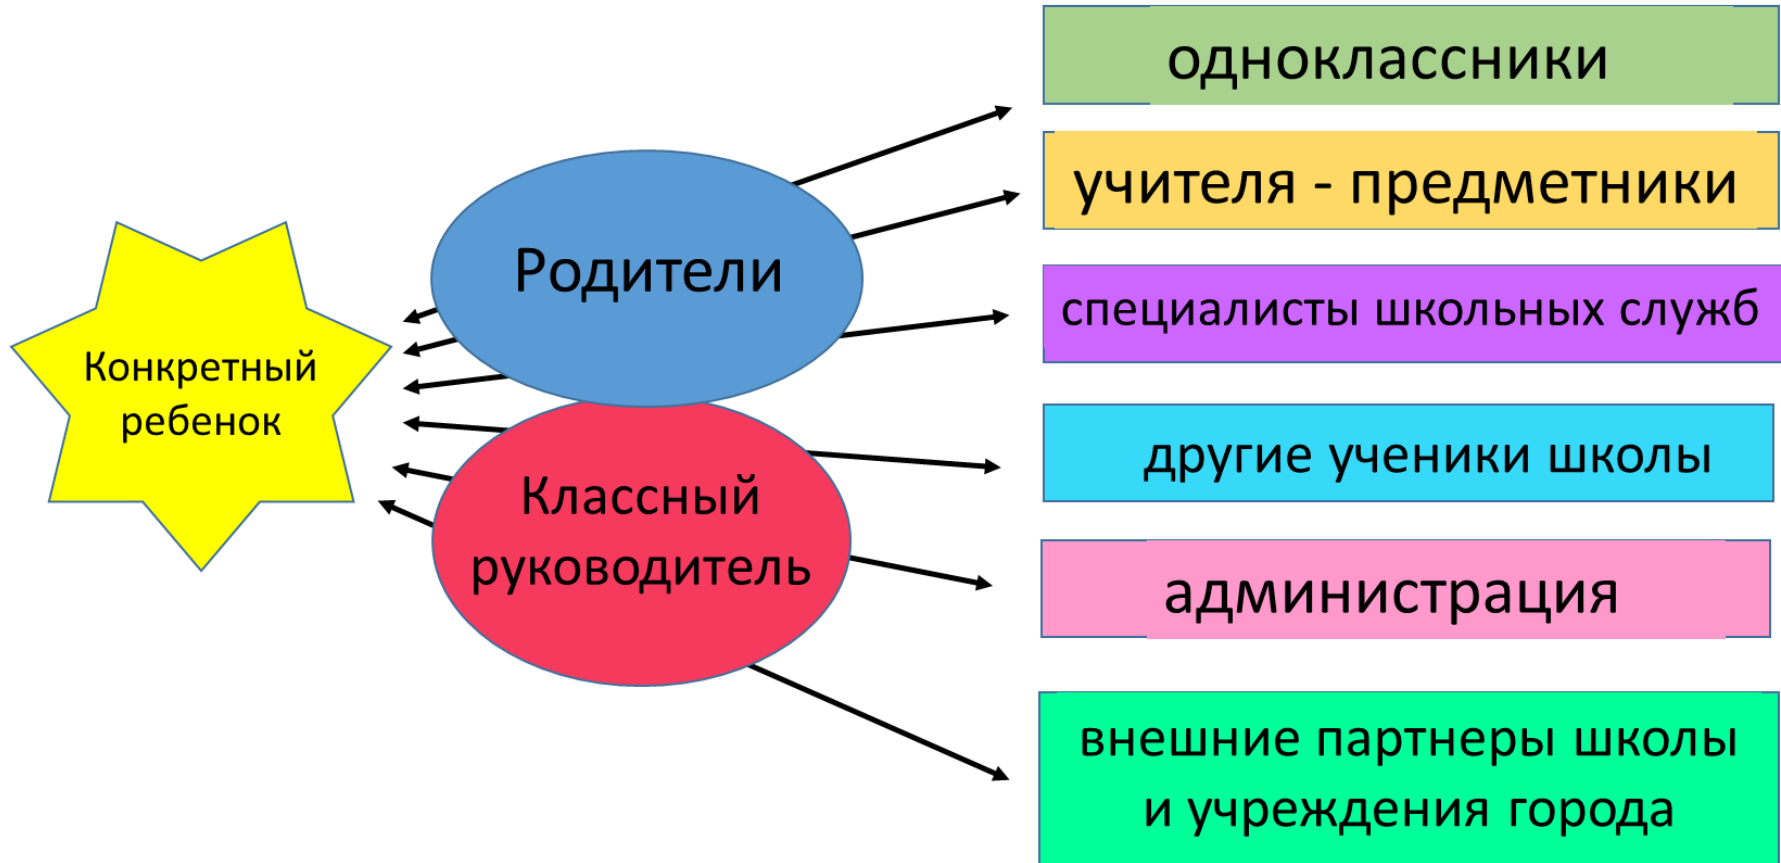 Конкретный
ребенок
Родители
Классный
руководитель
одноклассники
учителя - предметники
специалисты школьных служб
другие ученики школы
администрация
внешние партнеры школы
и учреждения города